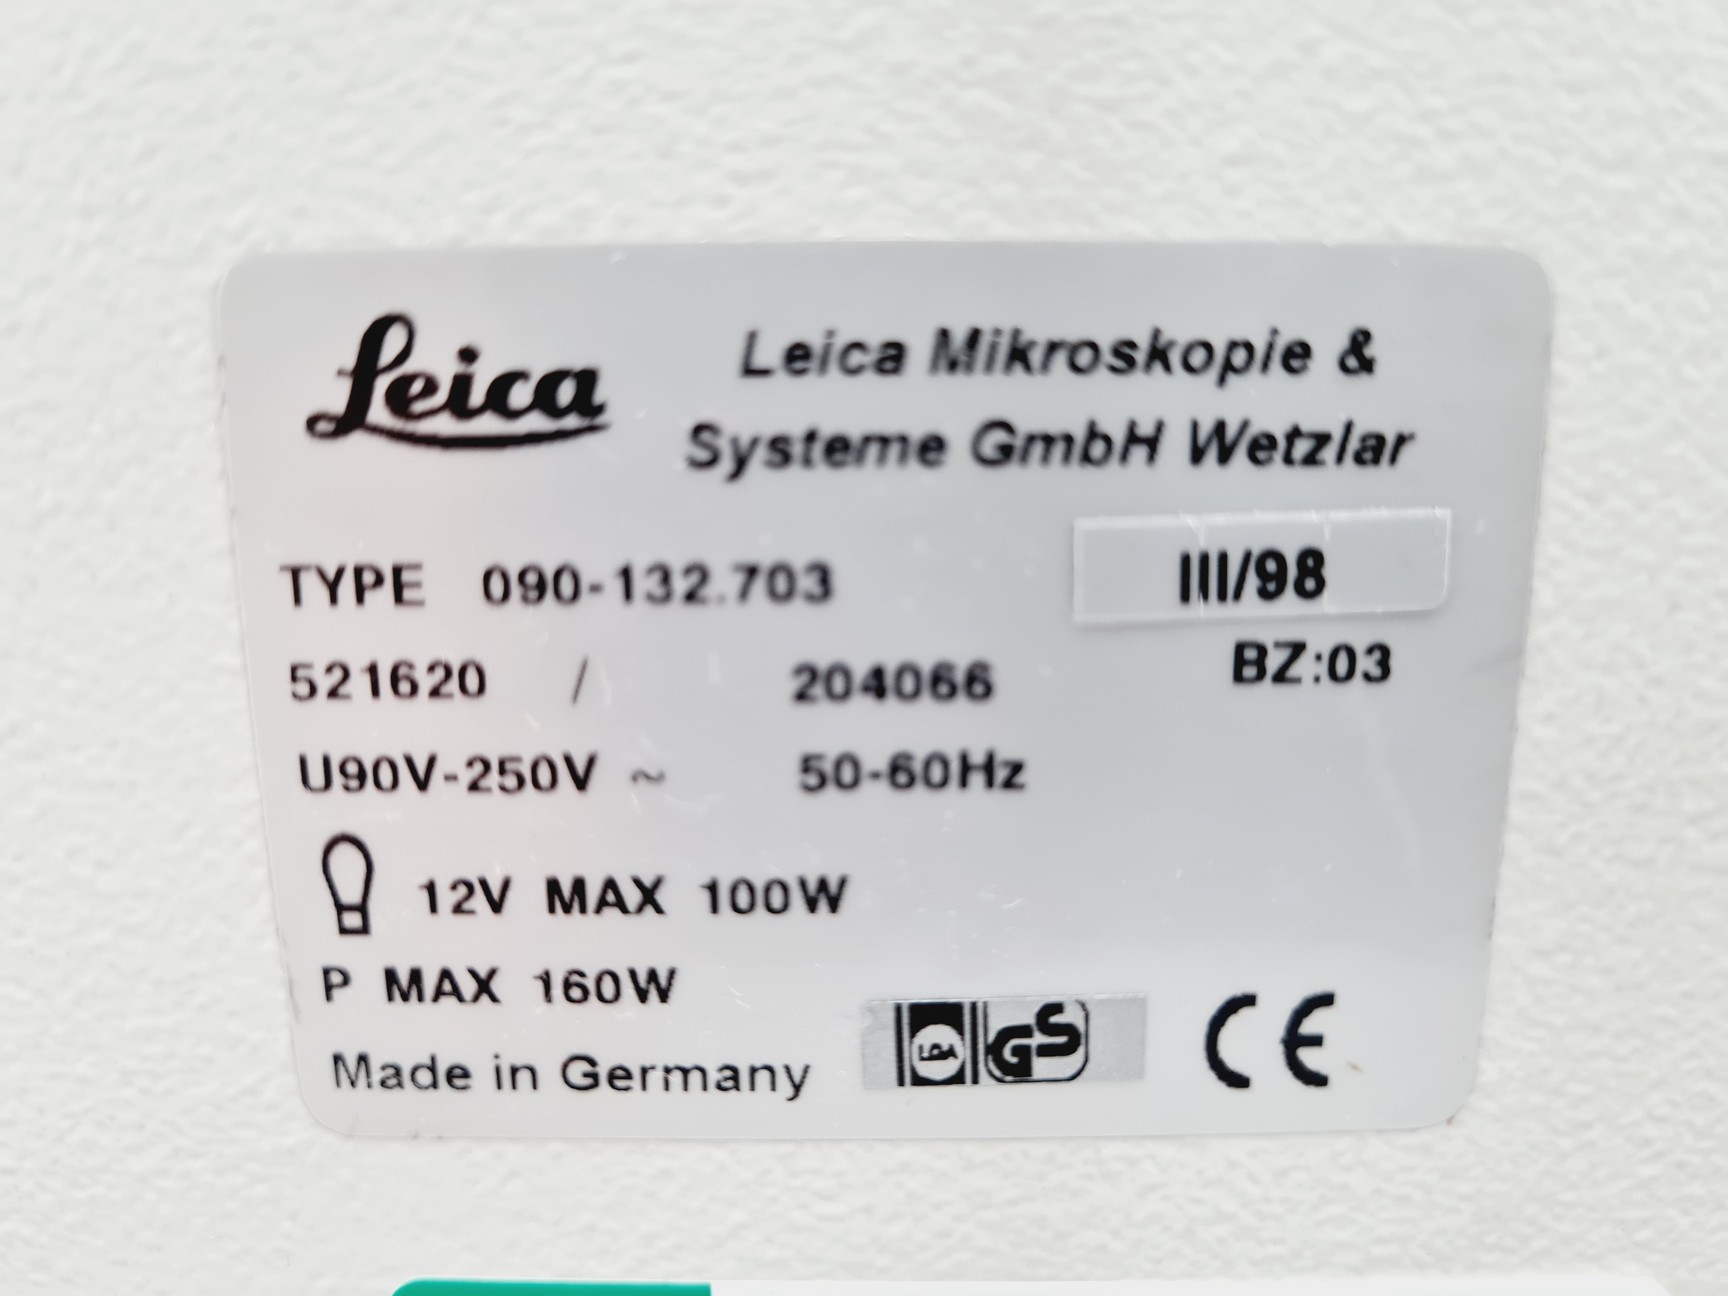 Leica
Leica Mikroskopie &
Systeme GmbH Wetzlar
TYPE 090-132.703
III/98
521620 / 204066
BZ:03
U90V-250V ~ 50-60Hz
12V MAX 100W
P MAX 160W
Made in Germany
GS
CE